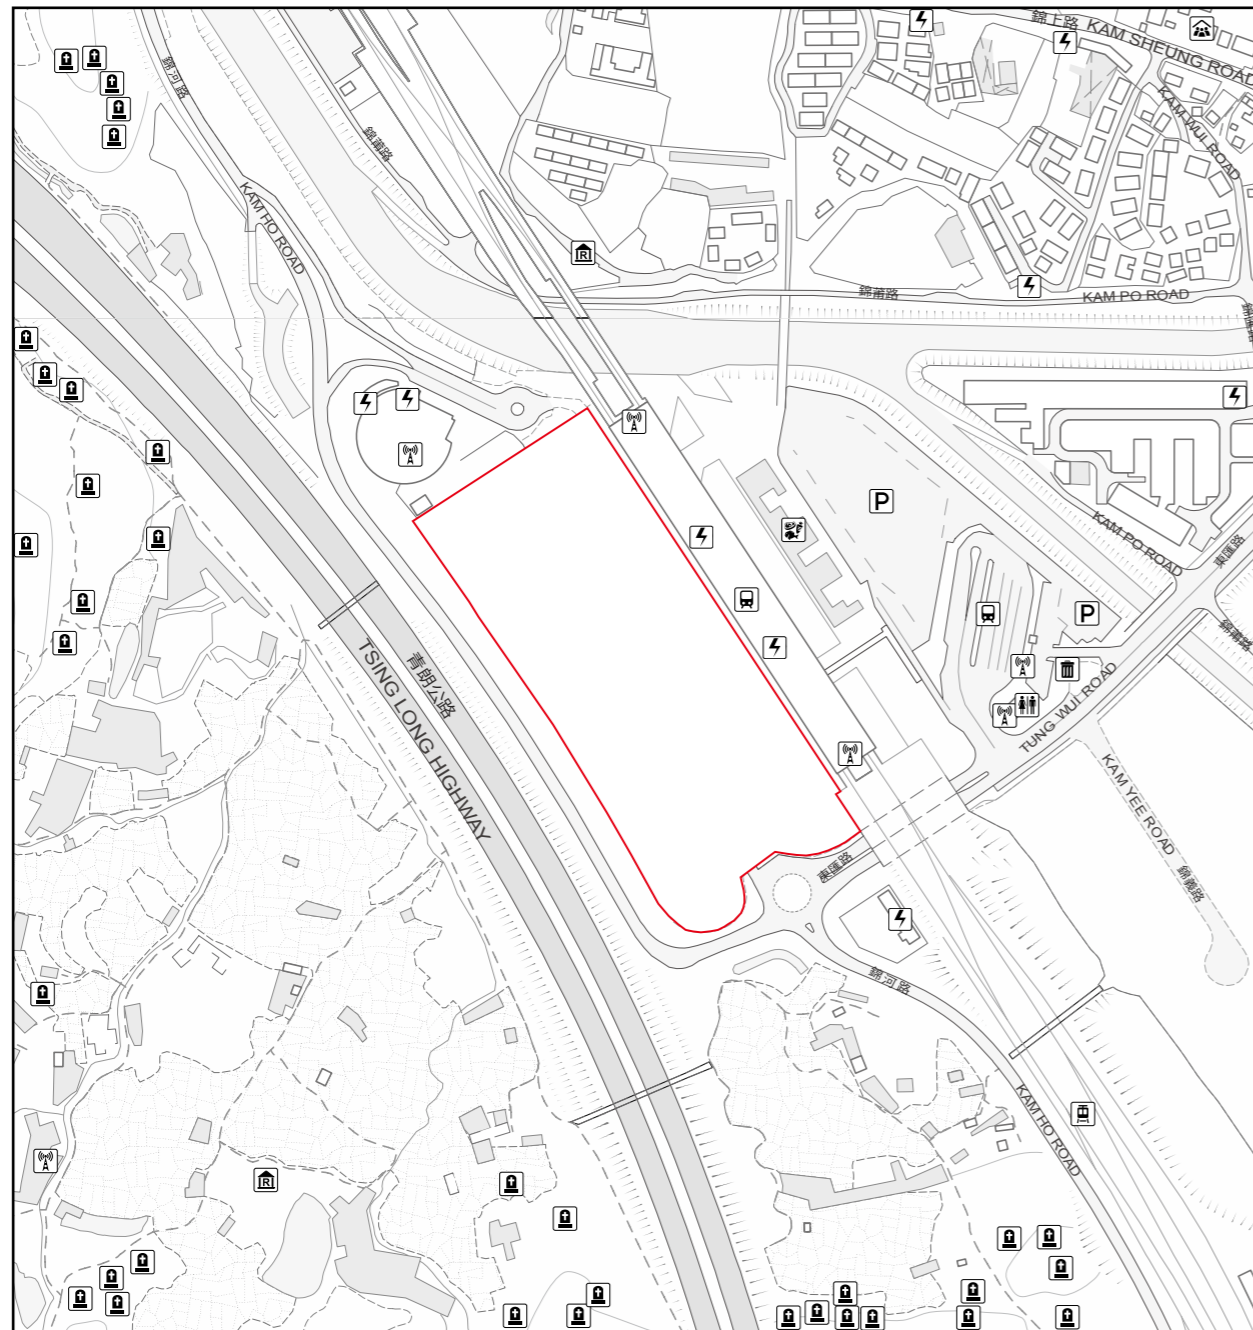 錦上路 KAM SHEUNG ROAD
錦河路
KAM WUI ROAD
錦莆路
KAM HO ROAD
R
錦莆路
KAM PO ROAD
錦匯路
P
KAM PO ROAD
東匯路
P
錦莆路
青朗公路
TSING LONG HIGHWAY
TUNG WUI ROAD
KAM YEE ROAD
錦義路
東匯路
錦河路
KAM HO ROAD
R